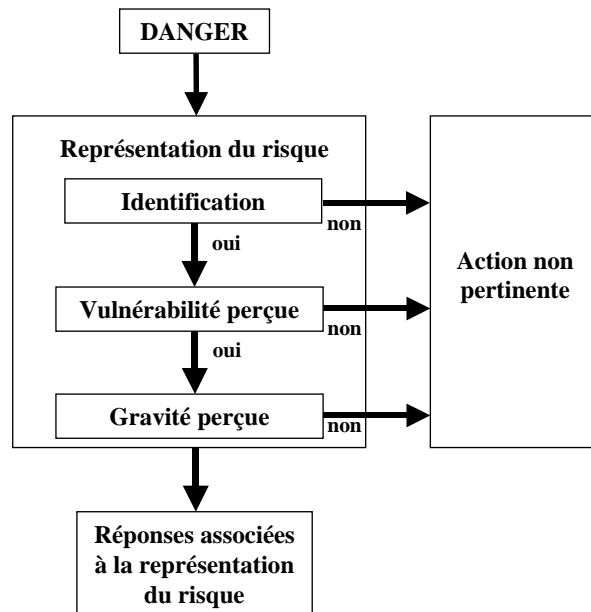 DANGER
Représentation du risque
Identification
non
oui
Action non
pertinente
Vulnérabilité perçue
non
oui
Gravité perçue
non
Réponses associées
à la représentation
du risque